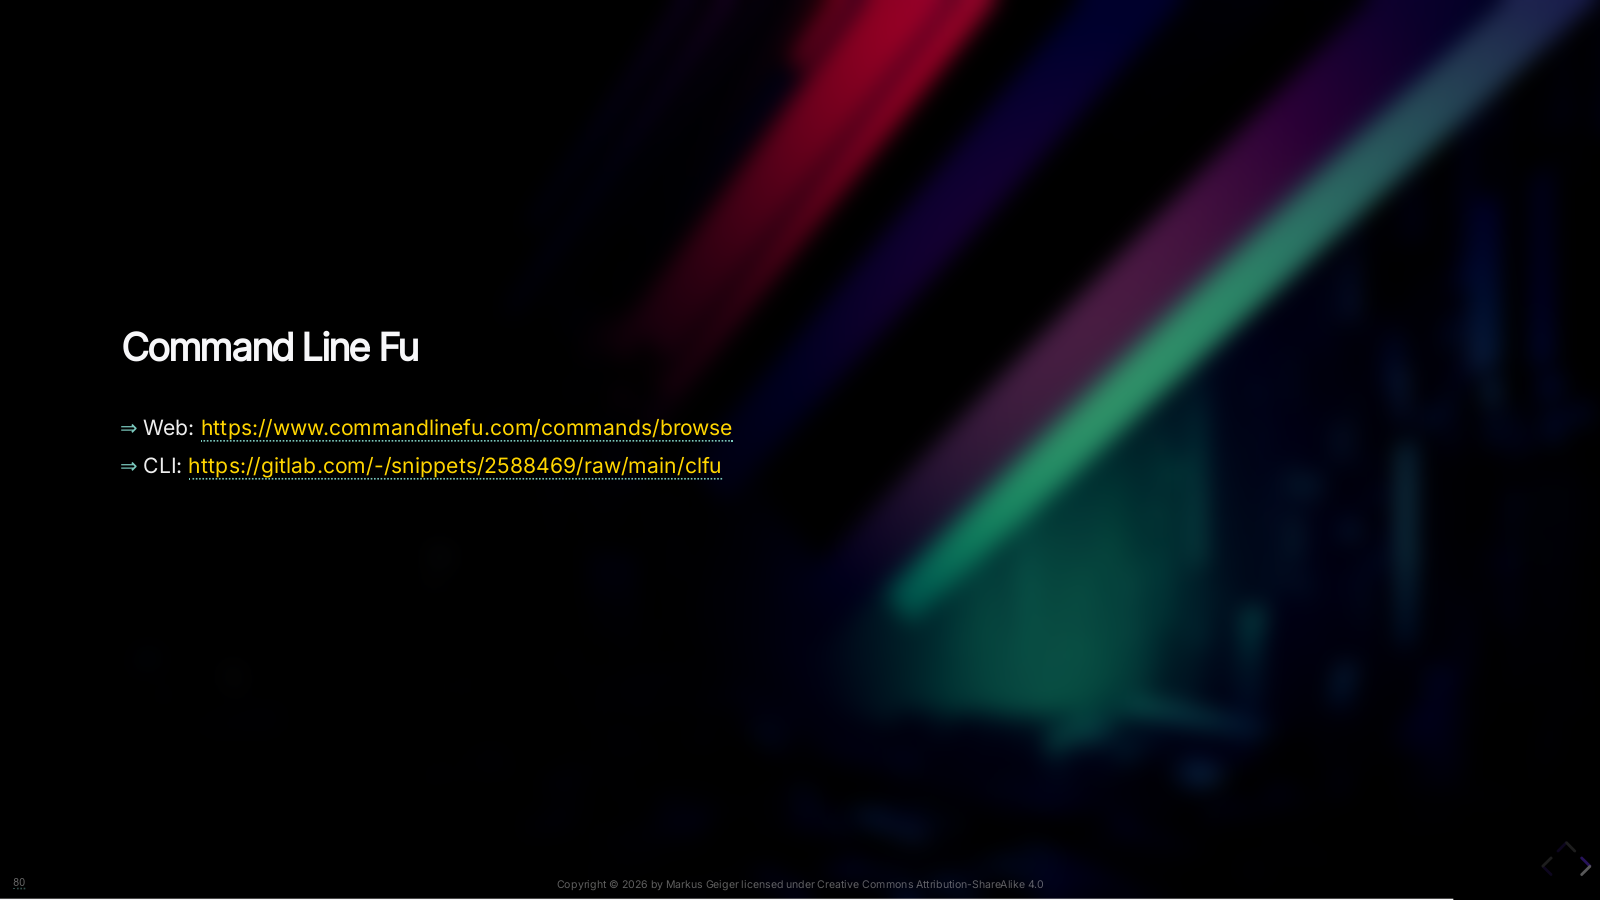 Command Line Fu
⇒ Web: https://www.commandlinefu.com/commands/browse
⇒ CLI: https://gitlab.com/-/snippets/2588469/raw/main/clfu
80
Copyright © 2026 by Markus Geiger licensed under Creative Commons Attribution-ShareAlike 4.0